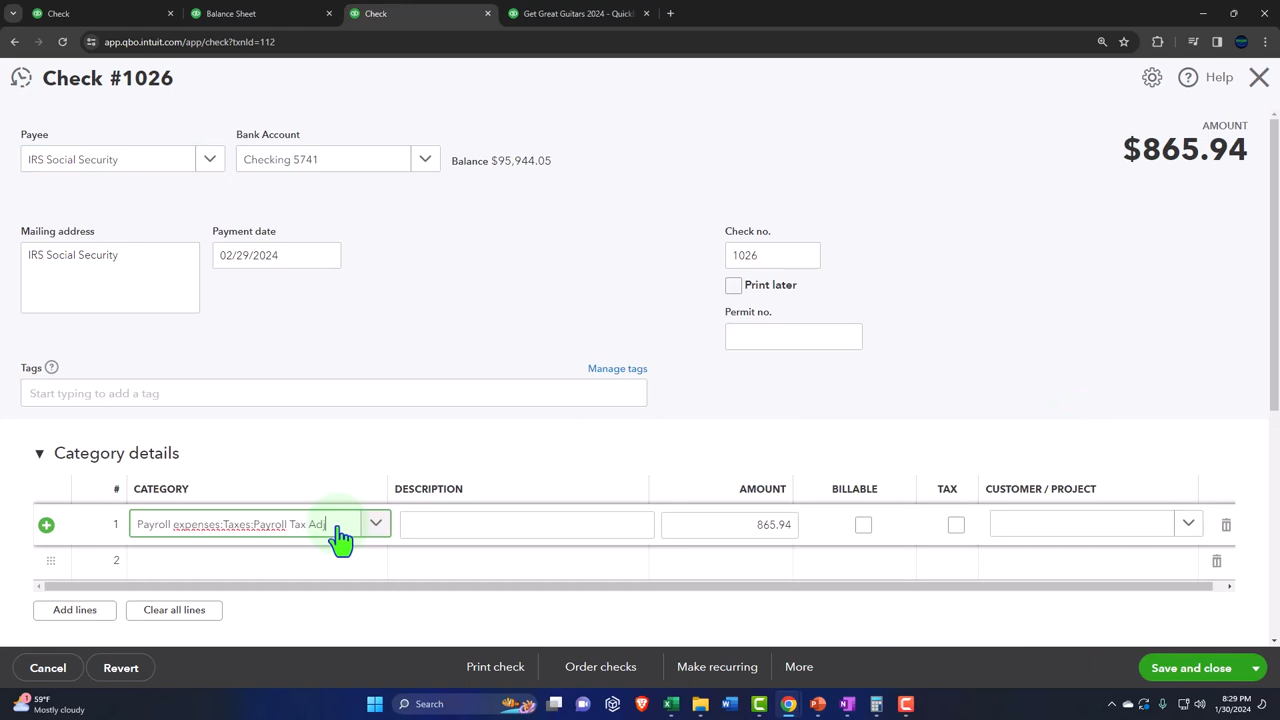 Check
Balance Sheet
Check
Get Great Guitars 2024 - Quick
app.qbo.intuit.com/app/check?txnId=112
Check #1026
Help
Payee
Bank Account
AMOUNT
$865.94
IRS Social Security
Checking 5741
Balance $95,944.05
Mailing address
Payment date
Check no.
IRS Social Security
02/29/2024
1026
Print later
Permit no.
Tags
Manage tags
Start typing to add a tag
Category details
# CATEGORY DESCRIPTION AMOUNT BILLABLE TAX CUSTOMER / PROJECT
1 Payroll expenses:Taxes:Payroll Tax Adj 865.94
2
Add lines
Clear all lines
Cancel
Revert
Print check
Order checks
Make recurring
More
Save and close
59°F
Mostly cloudy
Search
8:29 PM
1/30/2024